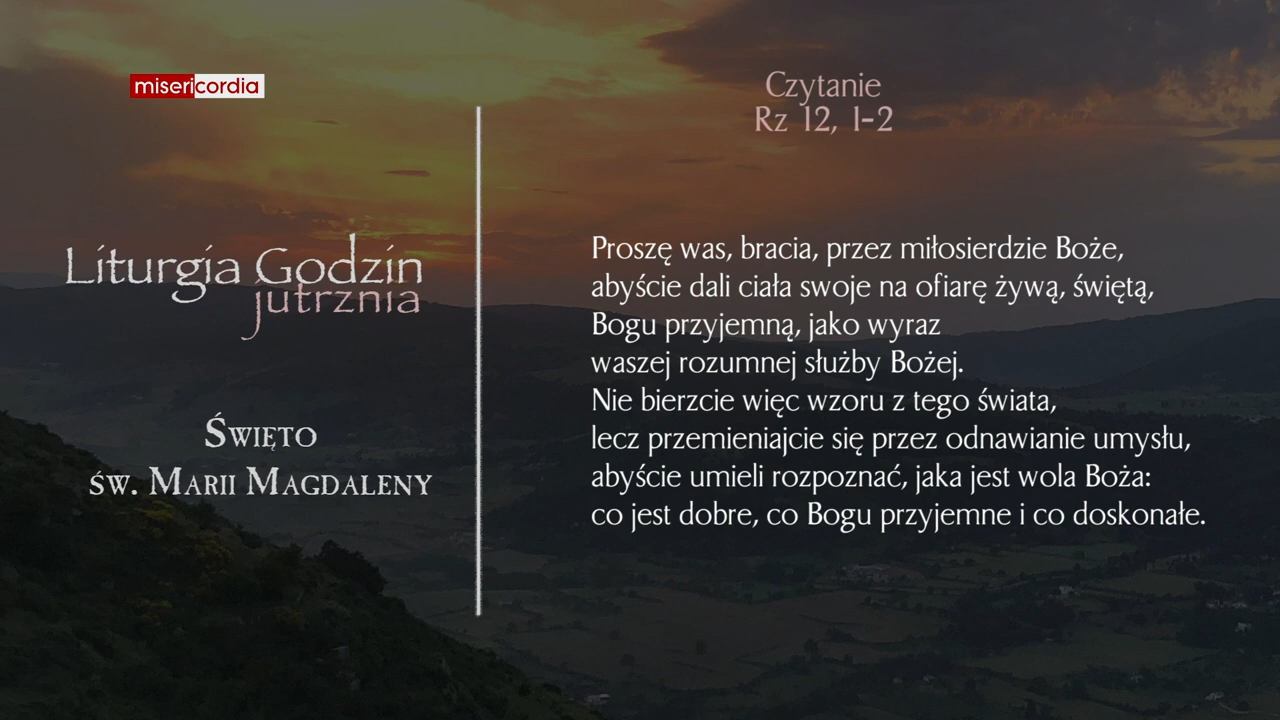 misericordia
Liturgia Godzin
jutrznia
Święto
św. Marii Magdaleny
Czytanie
Rz 12, 1-2
Proszę was, bracia, przez miłosierdzie Boże,
abyście dali ciała swoje na ofiarę żywą, świętą,
Bogu przyjemną, jako wyraz
waszej rozumnej służby Bożej.
Nie bierzcie więc wzoru z tego świata,
lecz przemieniajcie się przez odnawianie umysłu,
abyście umieli rozpoznać, jaka jest wola Boża:
co jest dobre, co Bogu przyjemne i co doskonałe.